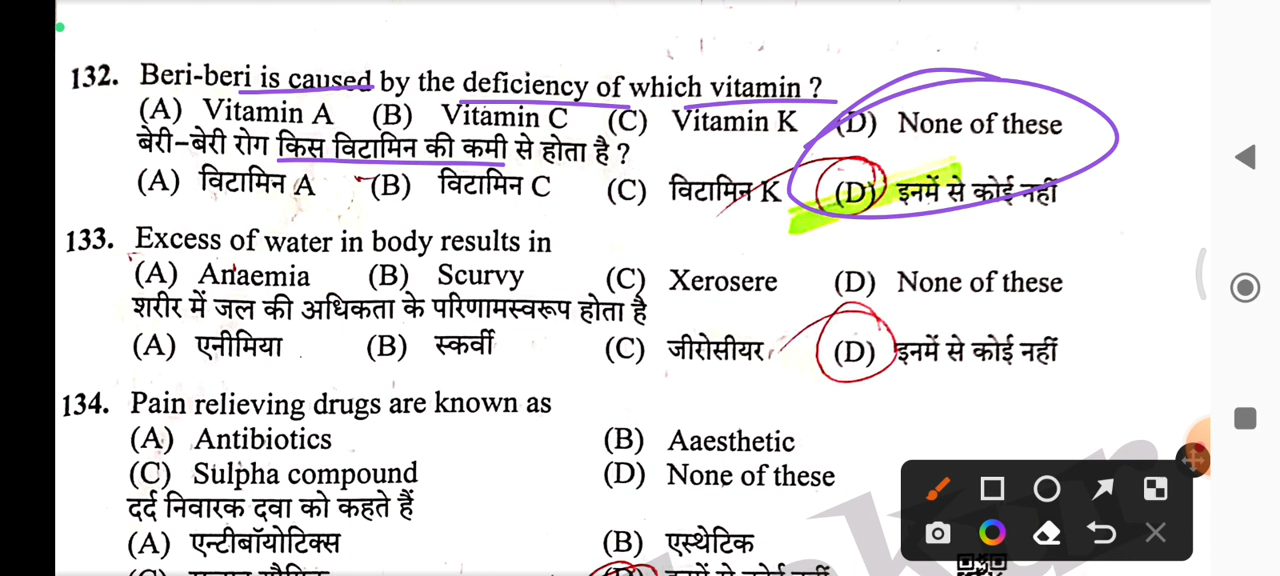 132. Beri-beri is caused by the deficiency of which vitamin ?
(A) Vitamin A (B) Vitamin C (C) Vitamin K (D) None of these
बेरी-बेरी रोग किस विटामिन की कमी से होता है ?
(A) विटामिन A (B) विटामिन C (C) विटामिन K (D) इनमें से कोई नहीं
133. Excess of water in body results in
(A) Anaemia (B) Scurvy (C) Xerosere (D) None of these
शरीर में जल की अधिकता के परिणामस्वरूप होता है
(A) एनीमिया (B) स्कर्वी (C) जीरोसीयर (D) इनमें से कोई नहीं
134. Pain relieving drugs are known as
(A) Antibiotics (B) Aaesthetic
(C) Sulpha compound (D) None of these
दर्द निवारक दवा को कहते हैं
(A) एन्टीबॉयोटिक्स (B) एस्थेटिक